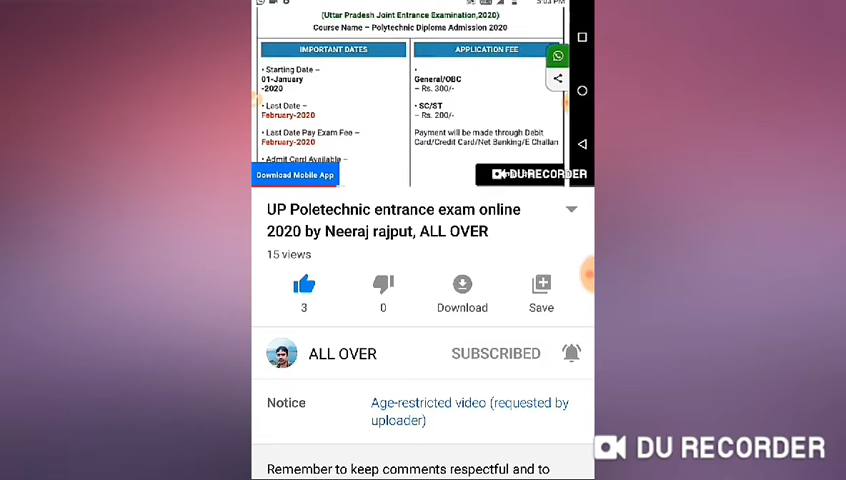 5:03 PM
(Uttar Pradesh Joint Entrance Examination,2020)
Course Name – Polytechnic Diploma Admission 2020
IMPORTANT DATES
• Starting Date –
01-January
-2020
• Last Date –
February-2020
• Last Date Pay Exam Fee –
February-2020
• Admit Card Available –
Download Mobile App
APPLICATION FEE
•
General/OBC
– Rs. 300/-
• SC/ST
– Rs. 200/-
Payment will be made through Debit
Card/Credit Card/Net Banking/E Challan
DU RECORDER
UP Poletechnic entrance exam online
2020 by Neeraj rajput, ALL OVER
15 views
3
0
Download
Save
ALL OVER
SUBSCRIBED
Notice
Age-restricted video (requested by
uploader)
Remember to keep comments respectful and to
DU RECORDER